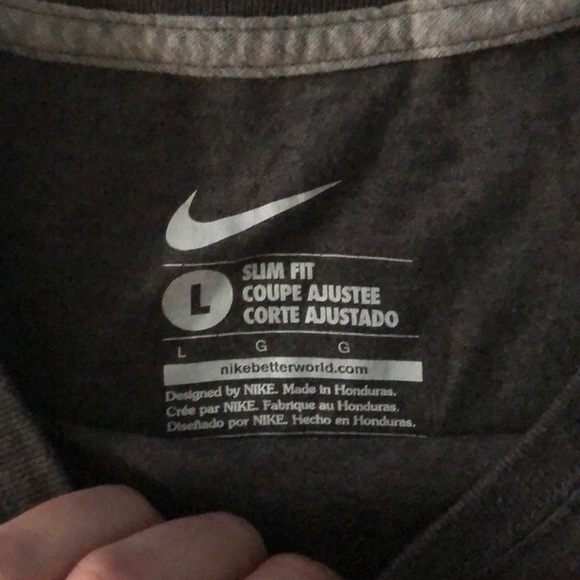 L
SLIM FIT
COUPE AJUSTEE
CORTE AJUSTADO
L G G
nikebetterworld.com
Designed by NIKE. Made in Honduras.
Crée par NIKE. Fabrique au Honduras.
Diseñado por NIKE. Hecho en Honduras.